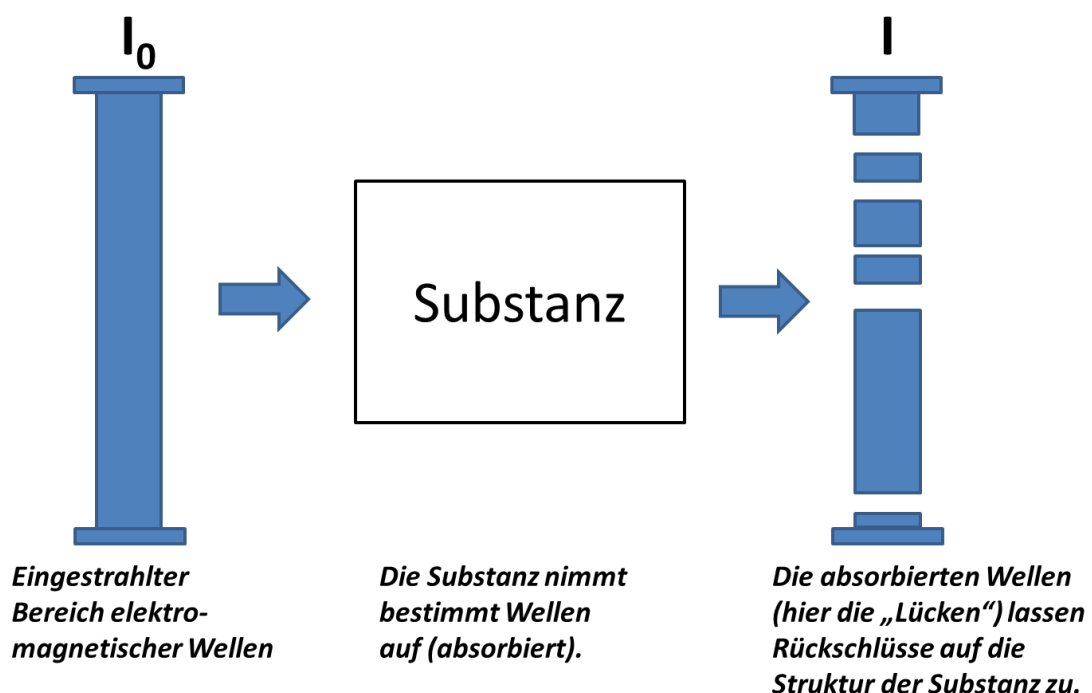 I0
I
Substanz
Eingestrahlter
Bereich elektro-
magnetischer Wellen
Die Substanz nimmt
bestimmt Wellen
auf (absorbiert).
Die absorbierten Wellen
(hier die „Lücken“) lassen
Rückschlüsse auf die
Struktur der Substanz zu.